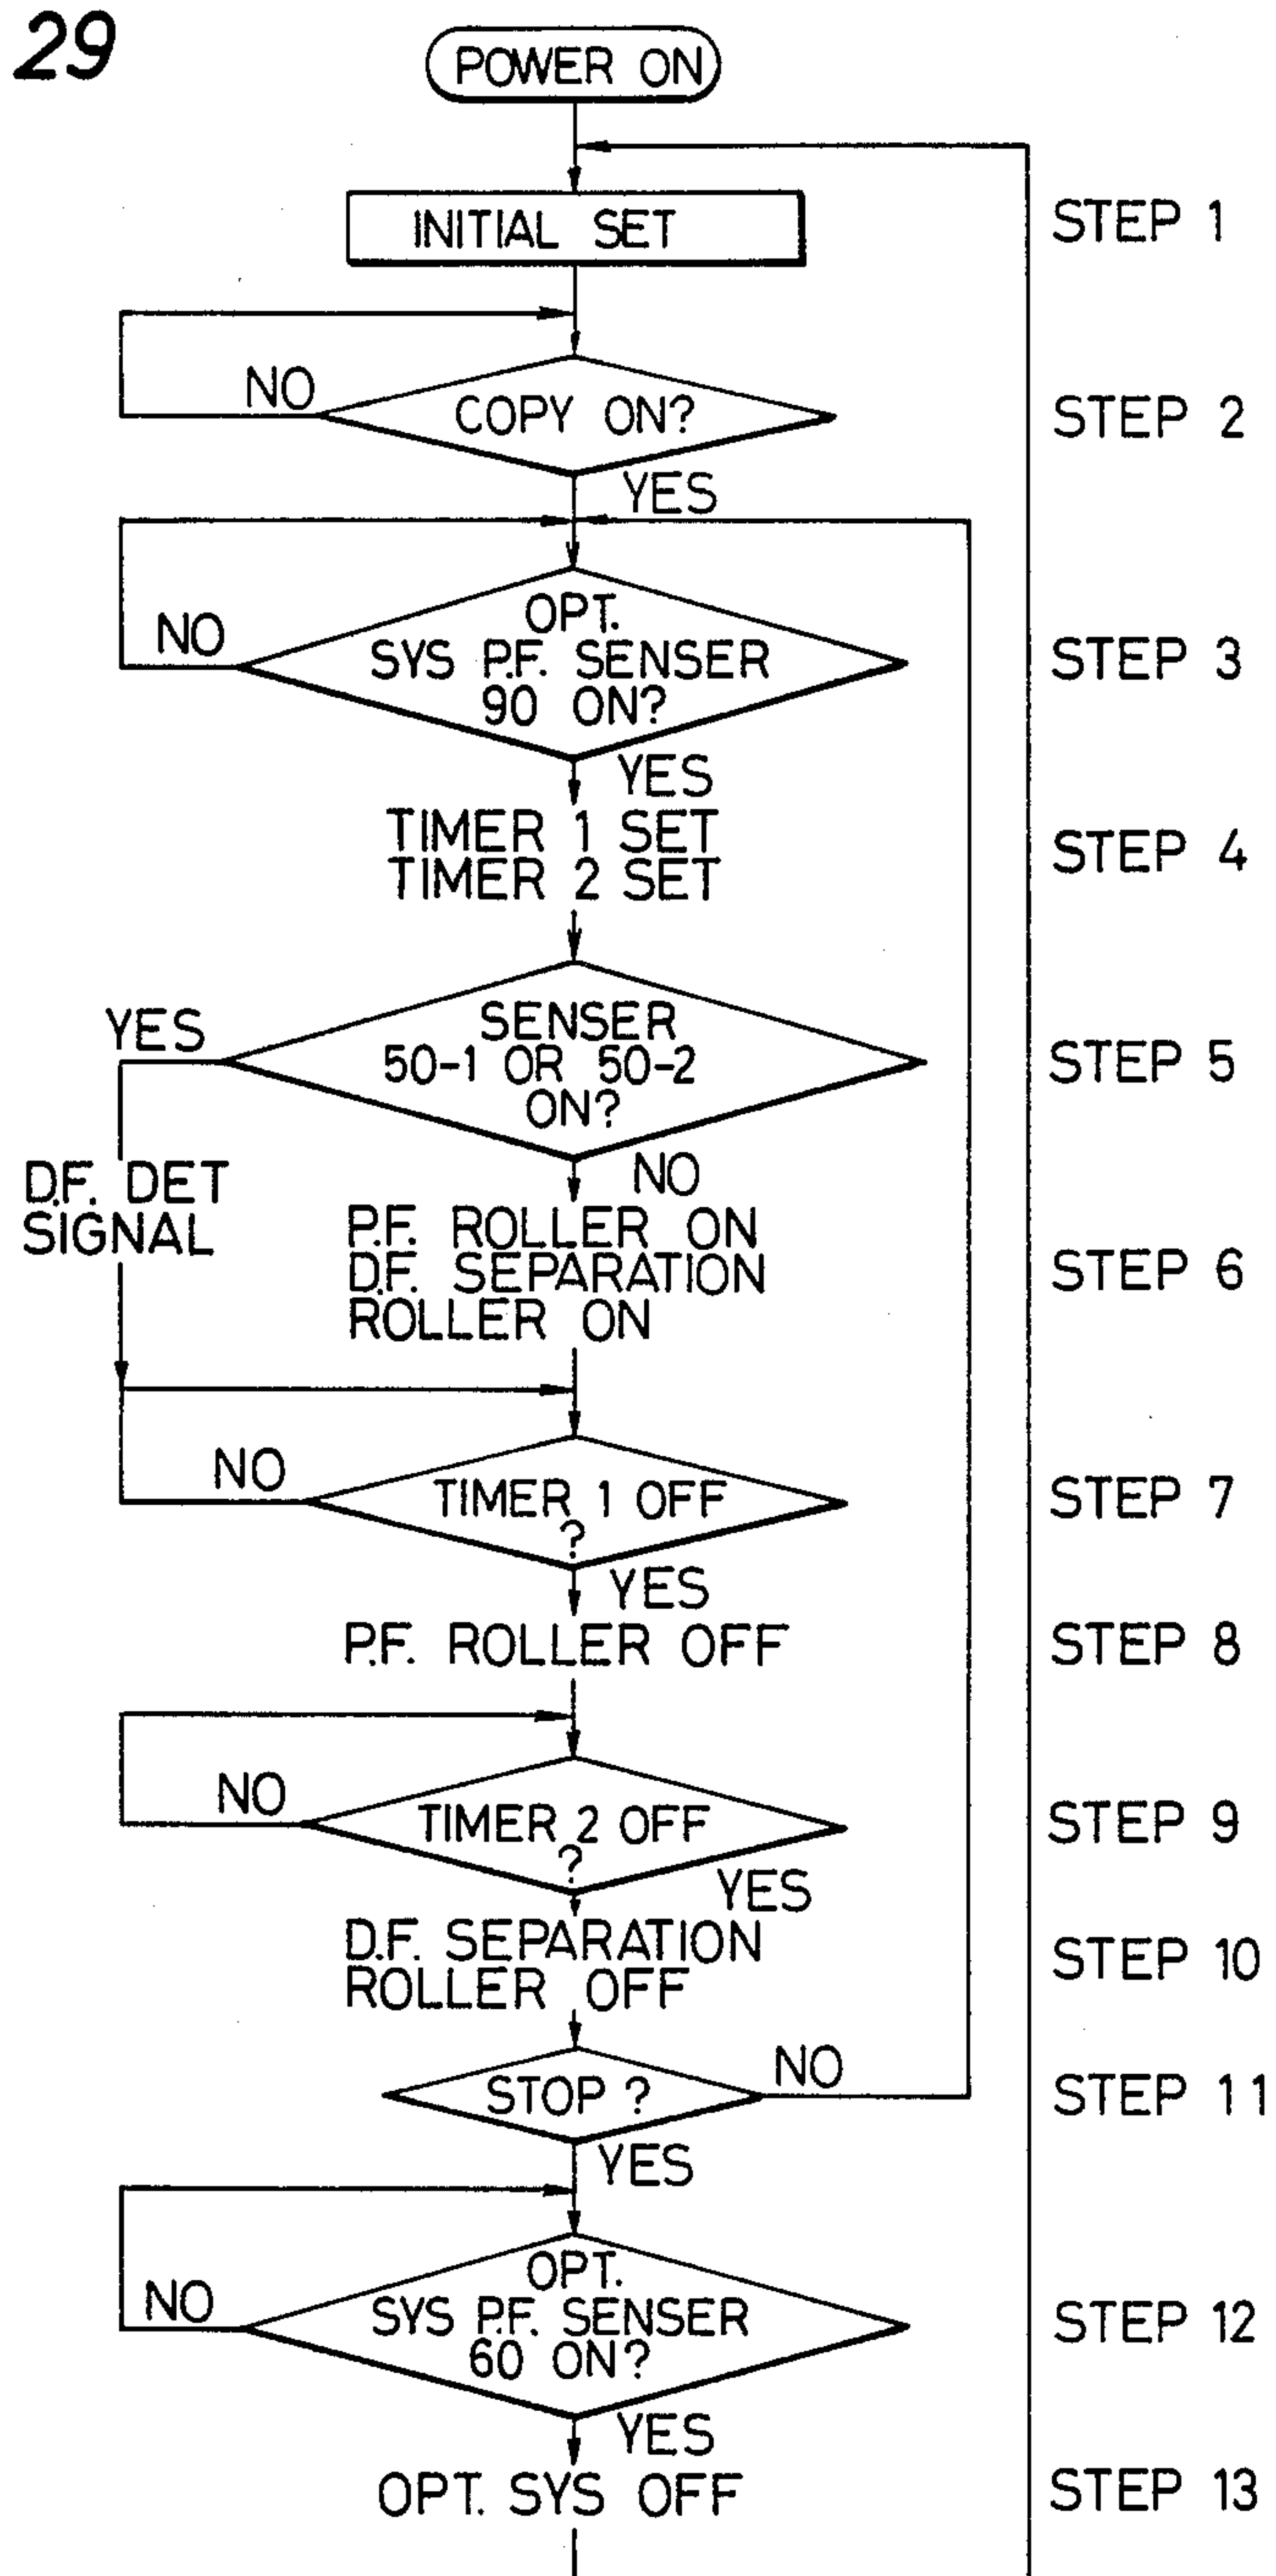 29
POWER ON
INITIAL SET
STEP 1
NO
COPY ON?
STEP 2
YES
OPT.
NO
SYS P.F. SENSER
STEP 3
90 ON?
YES
TIMER 1 SET
TIMER 2 SET
STEP 4
YES
SENSER
50-1 OR 50-2
ON?
STEP 5
NO
D.F. DET
SIGNAL
P.F. ROLLER ON
D.F. SEPARATION
ROLLER ON
STEP 6
NO
TIMER 1 OFF
?
STEP 7
YES
P.F. ROLLER OFF
STEP 8
NO
TIMER 2 OFF
?
STEP 9
YES
D.F. SEPARATION
ROLLER OFF
STEP 10
STOP ?
NO
STEP 11
YES
OPT.
NO
SYS P.F. SENSER
60 ON?
STEP 12
YES
OPT. SYS OFF
STEP 13